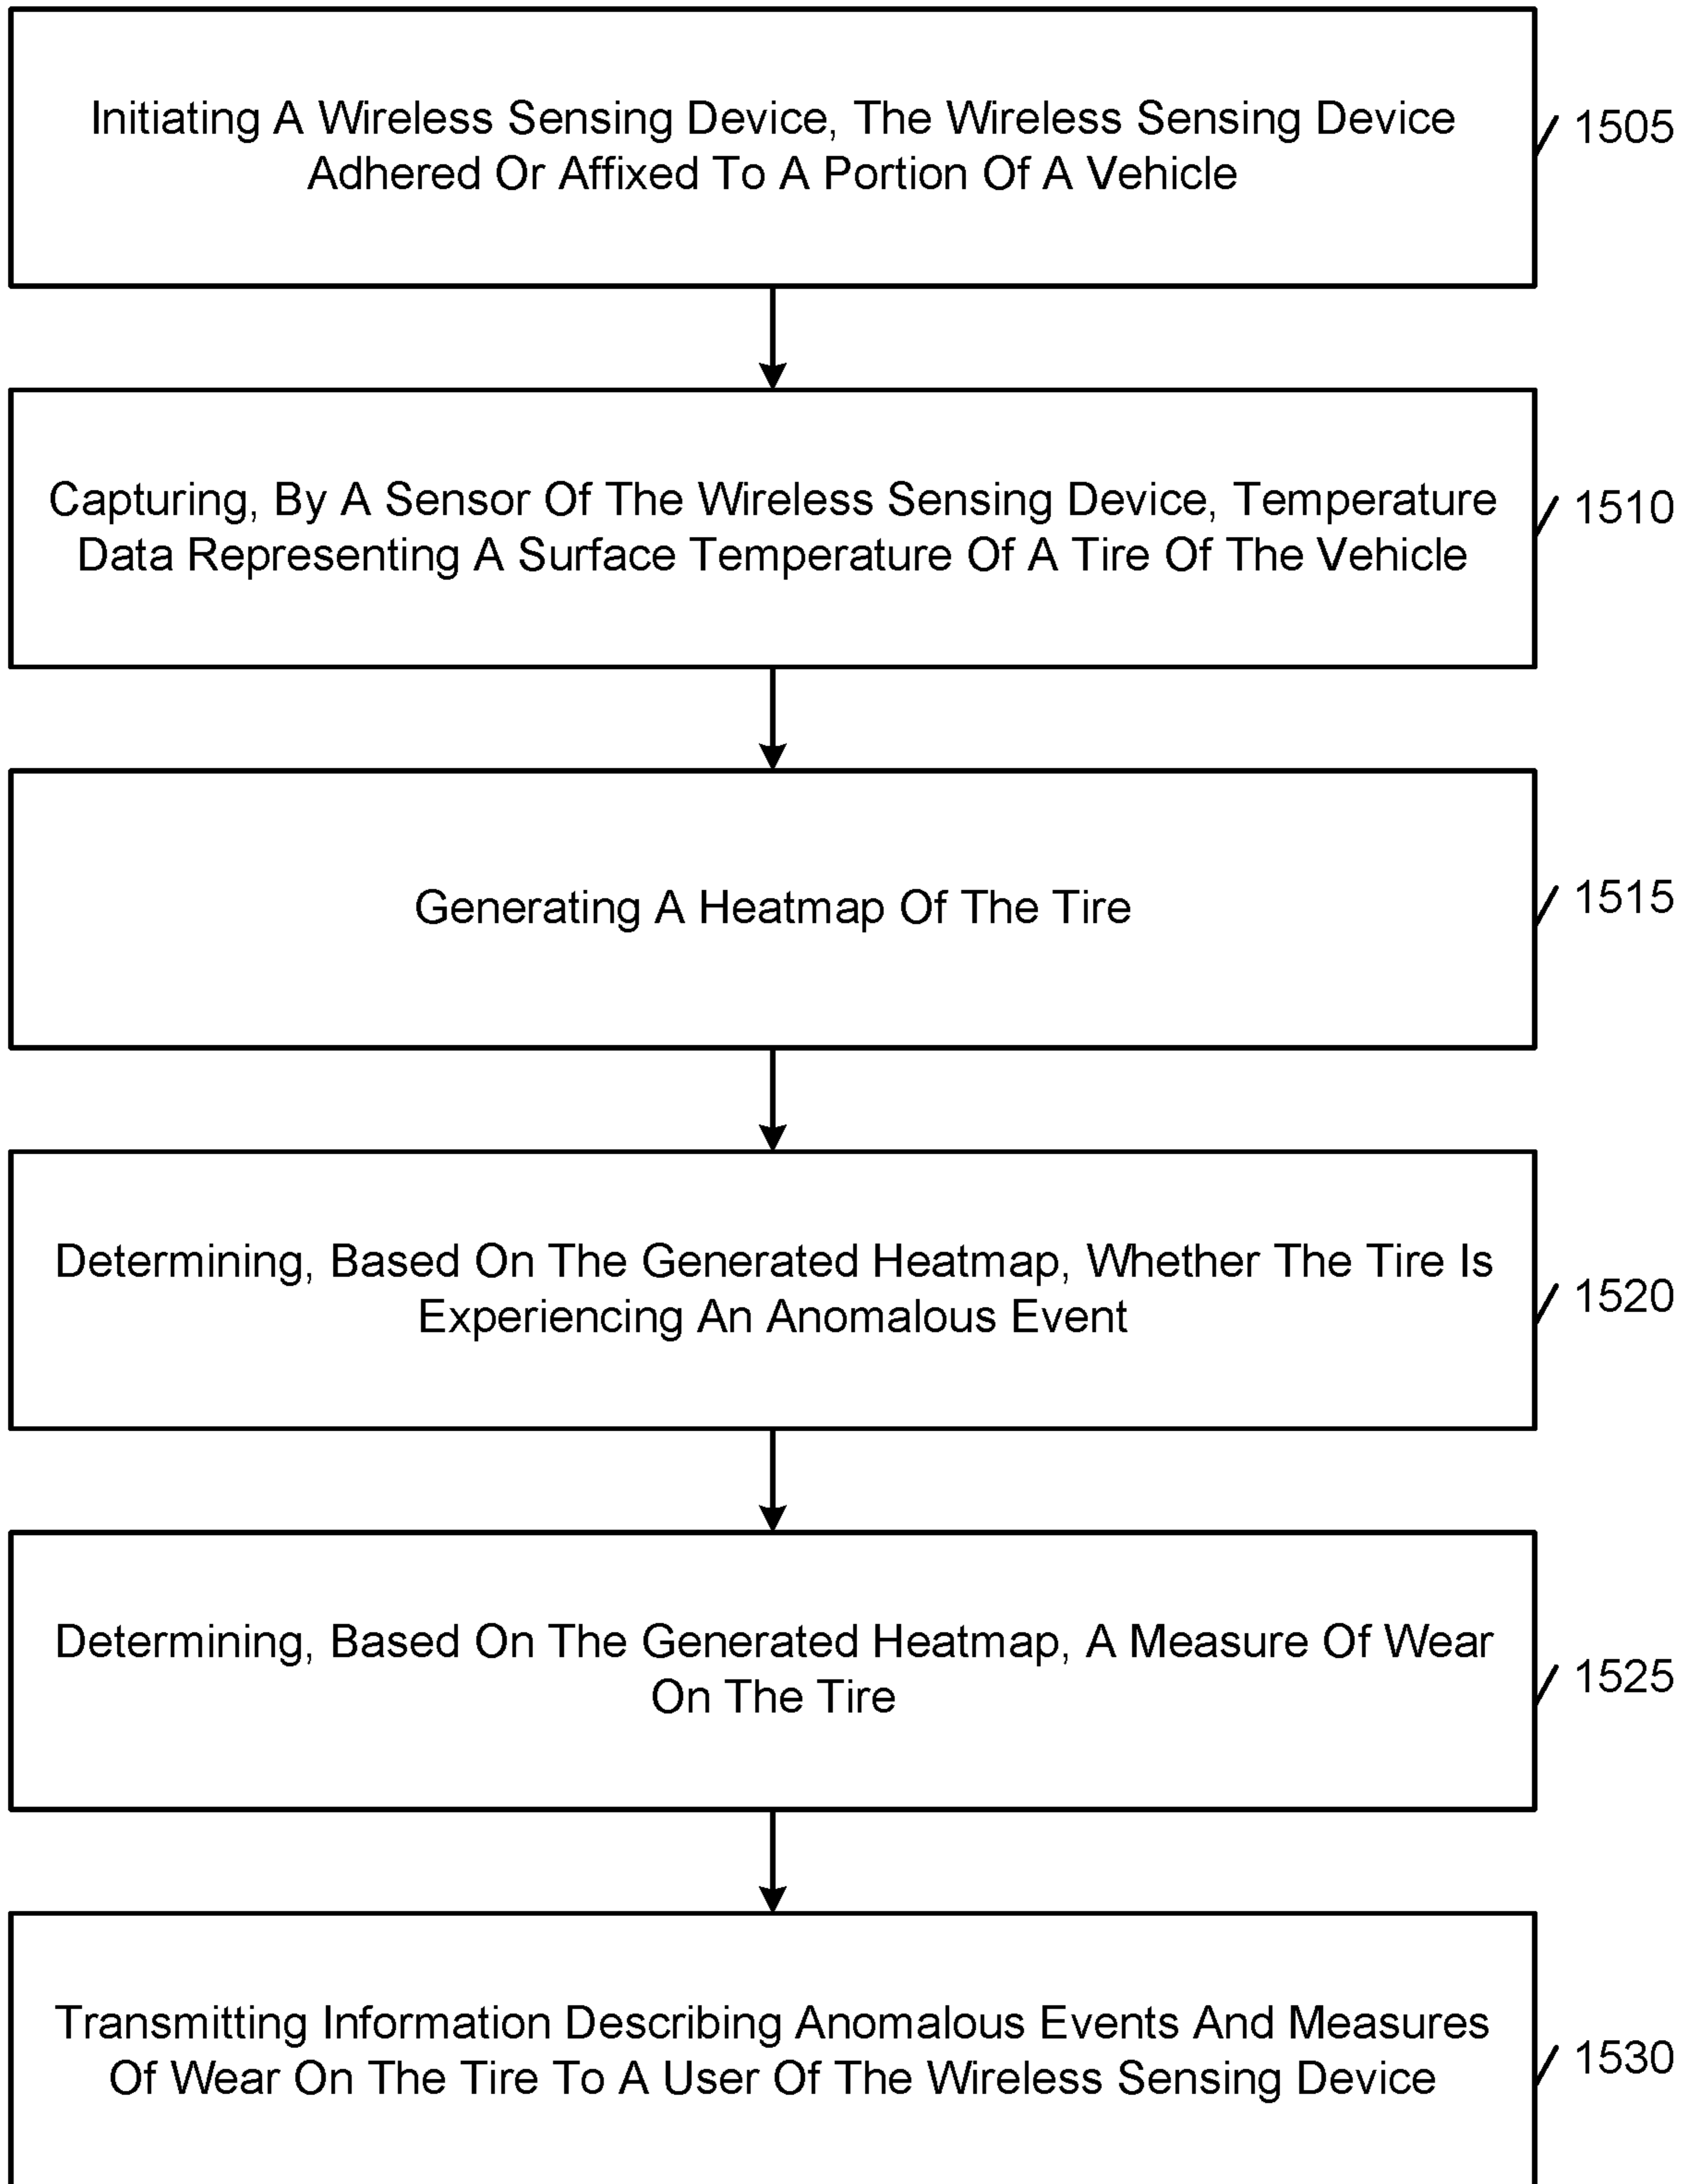 Initiating A Wireless Sensing Device, The Wireless Sensing Device
Adhered Or Affixed To A Portion Of A Vehicle
1505
Capturing, By A Sensor Of The Wireless Sensing Device, Temperature
Data Representing A Surface Temperature Of A Tire Of The Vehicle
1510
Generating A Heatmap Of The Tire
1515
Determining, Based On The Generated Heatmap, Whether The Tire Is
Experiencing An Anomalous Event
1520
Determining, Based On The Generated Heatmap, A Measure Of Wear
On The Tire
1525
Transmitting Information Describing Anomalous Events And Measures
Of Wear On The Tire To A User Of The Wireless Sensing Device
1530